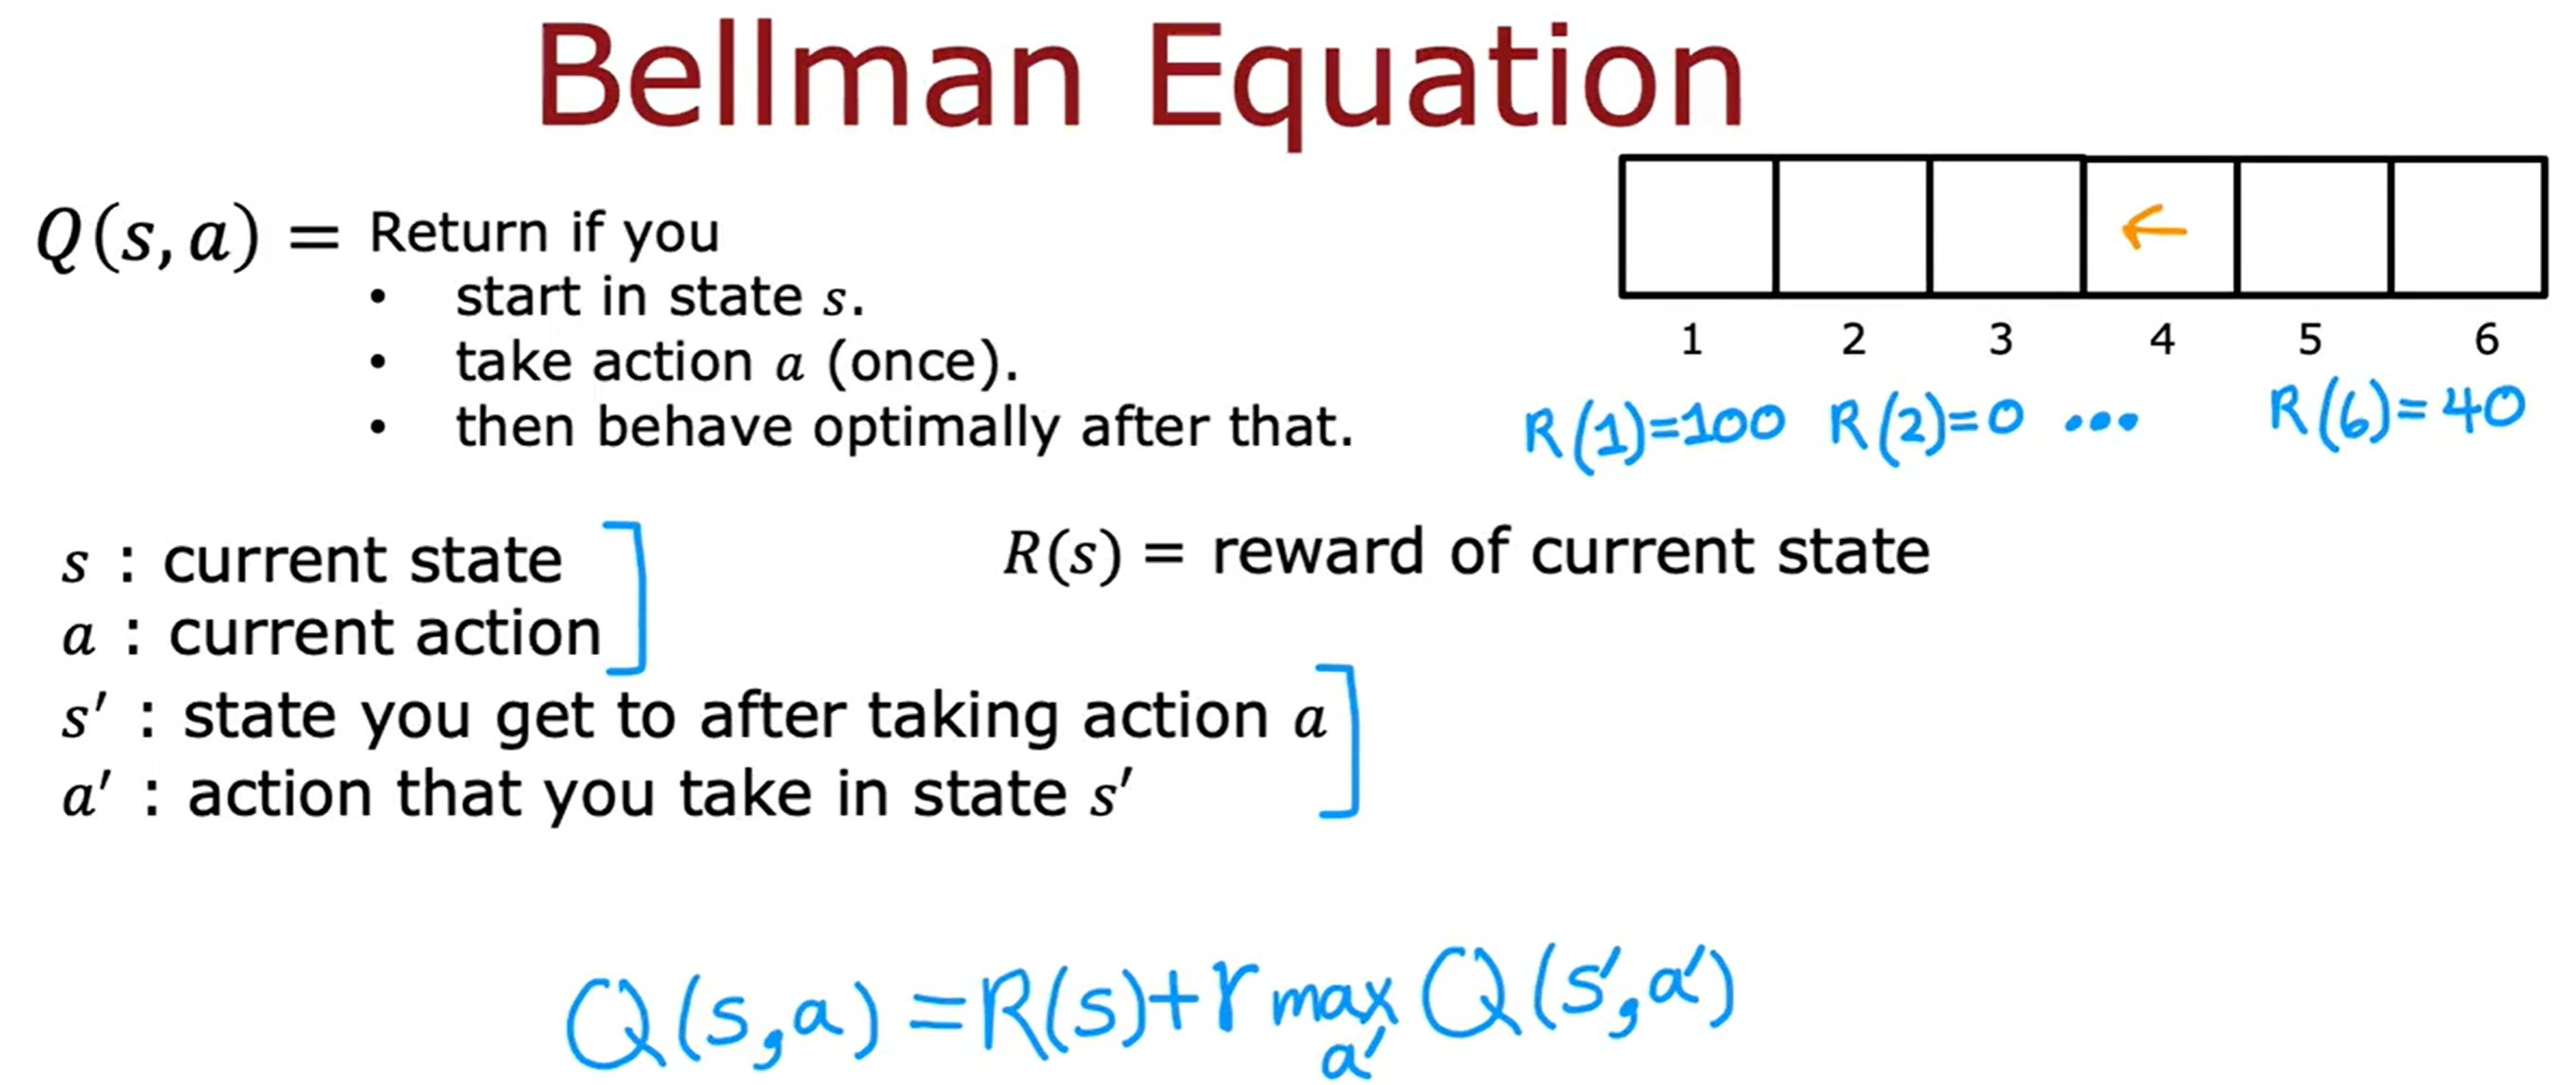 Bellman Equation
Q(s, a) = Return if you
• start in state s.
• take action a (once).
• then behave optimally after that.
1 2 3 4 5 6
R(1)=100 R(2)=0 ... R(6)=40
s : current state
a : current action
R(s) = reward of current state
s′ : state you get to after taking action a
a′ : action that you take in state s′
Q(s,a) = R(s)+γ max Q(s′,a′)
a′